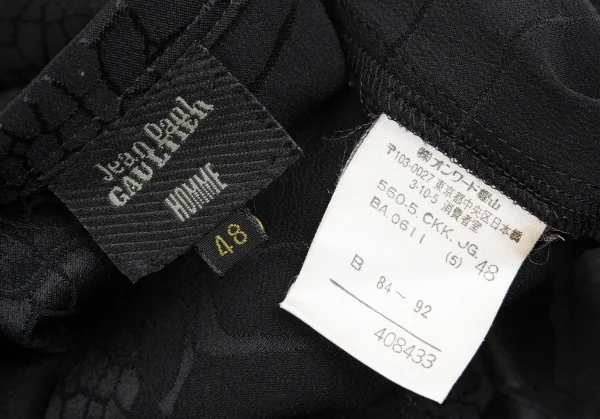 Jean Paul
GAULTIER
HOMME
48
㈱オンワード樫山
〒103-0027 東京都中央区日本橋
3-10-5 消費者室
560-5. CKK. JG. 48
BA.0611 (5)
B 84～92
408433